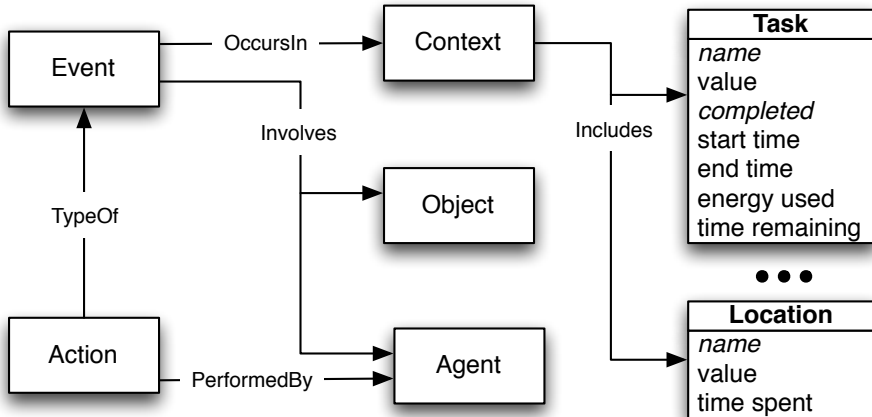 Event
OccursIn
Context
Task
name
value
completed
start time
end time
energy used
time remaining
Involves
Includes
Object
TypeOf
Action
PerformedBy
Agent
Location
name
value
time spent